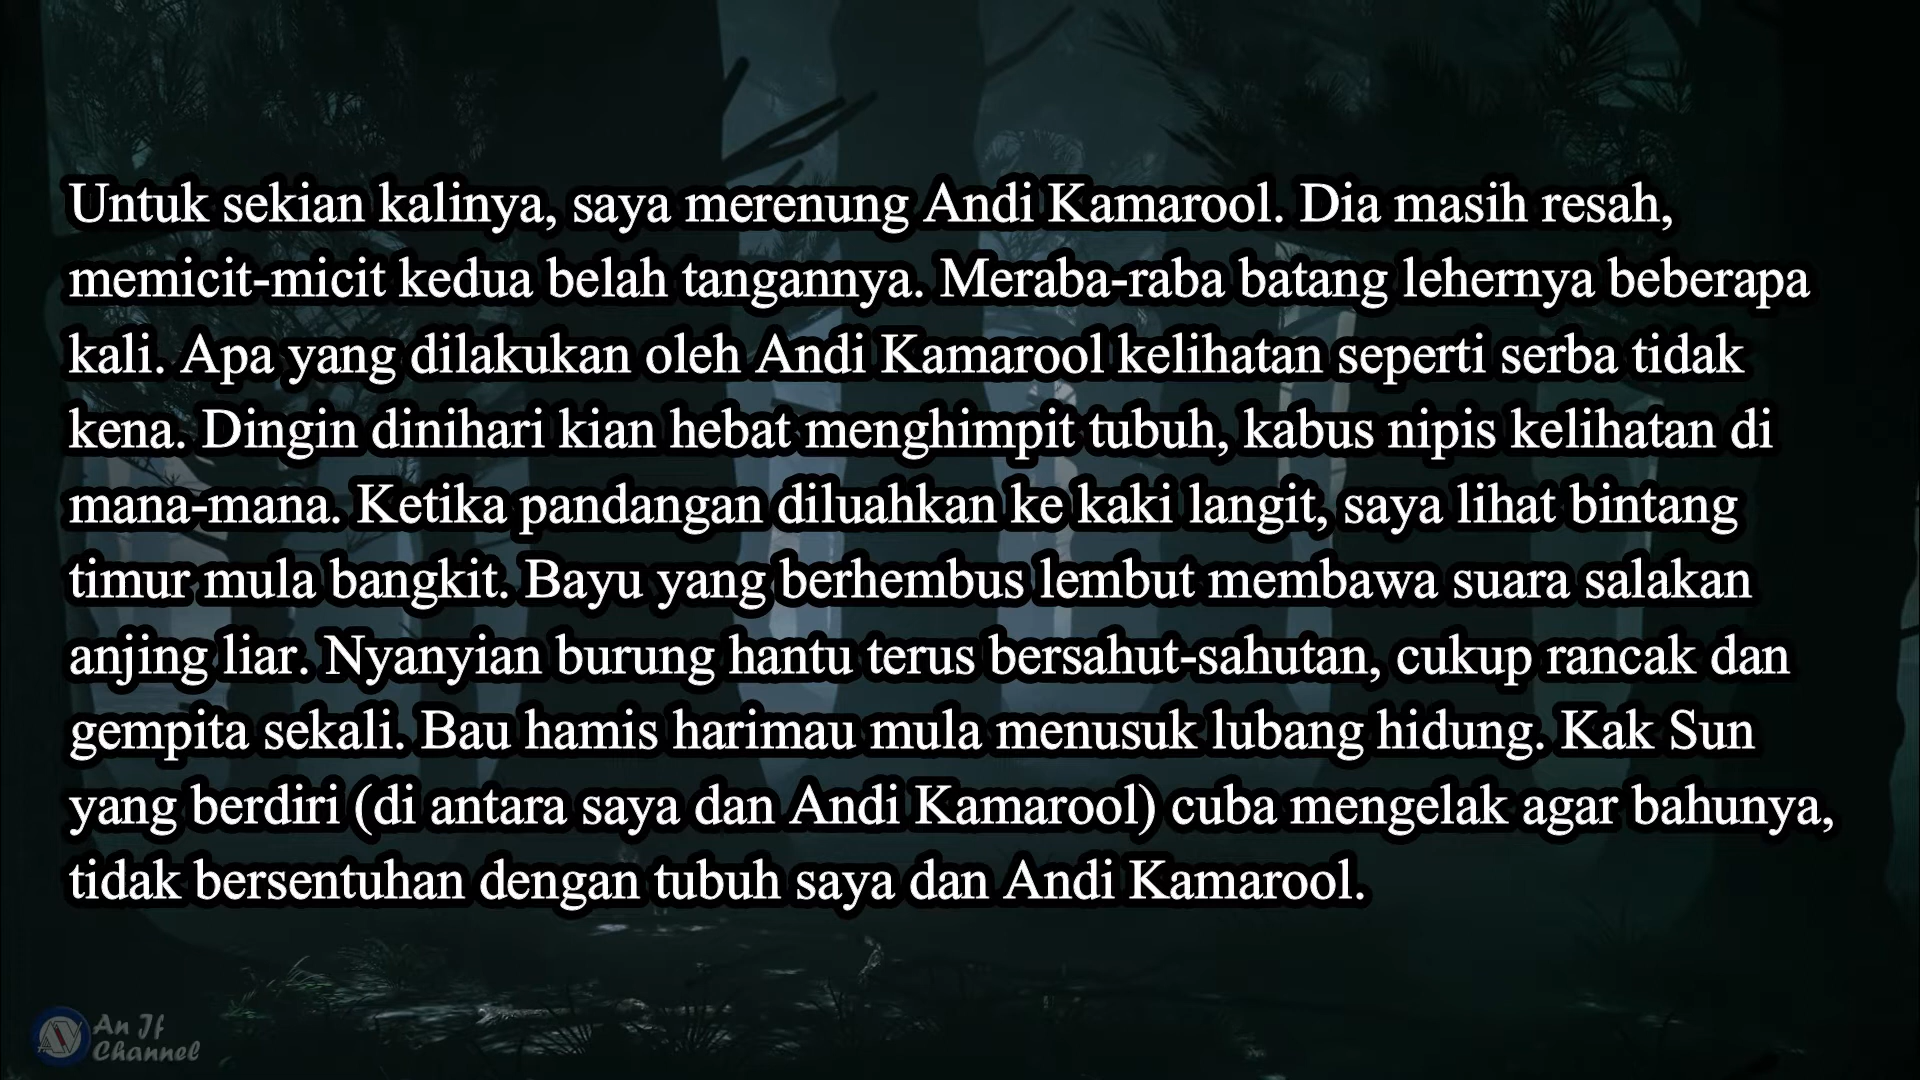 Untuk sekian kalinya, saya merenung Andi Kamarool. Dia masih resah,
memicit-micit kedua belah tangannya. Meraba-raba batang lehernya beberapa
kali. Apa yang dilakukan oleh Andi Kamarool kelihatan seperti serba tidak
kena. Dingin dinihari kian hebat menghimpit tubuh, kabus nipis kelihatan di
mana-mana. Ketika pandangan diluahkan ke kaki langit, saya lihat bintang
timur mula bangkit. Bayu yang berhembus lembut membawa suara salakan
anjing liar. Nyanyian burung hantu terus bersahut-sahutan, cukup rancak dan
gempita sekali. Bau hamis harimau mula menusuk lubang hidung. Kak Sun
yang berdiri (di antara saya dan Andi Kamarool) cuba mengelak agar bahunya,
tidak bersentuhan dengan tubuh saya dan Andi Kamarool.
An Jf
Channel